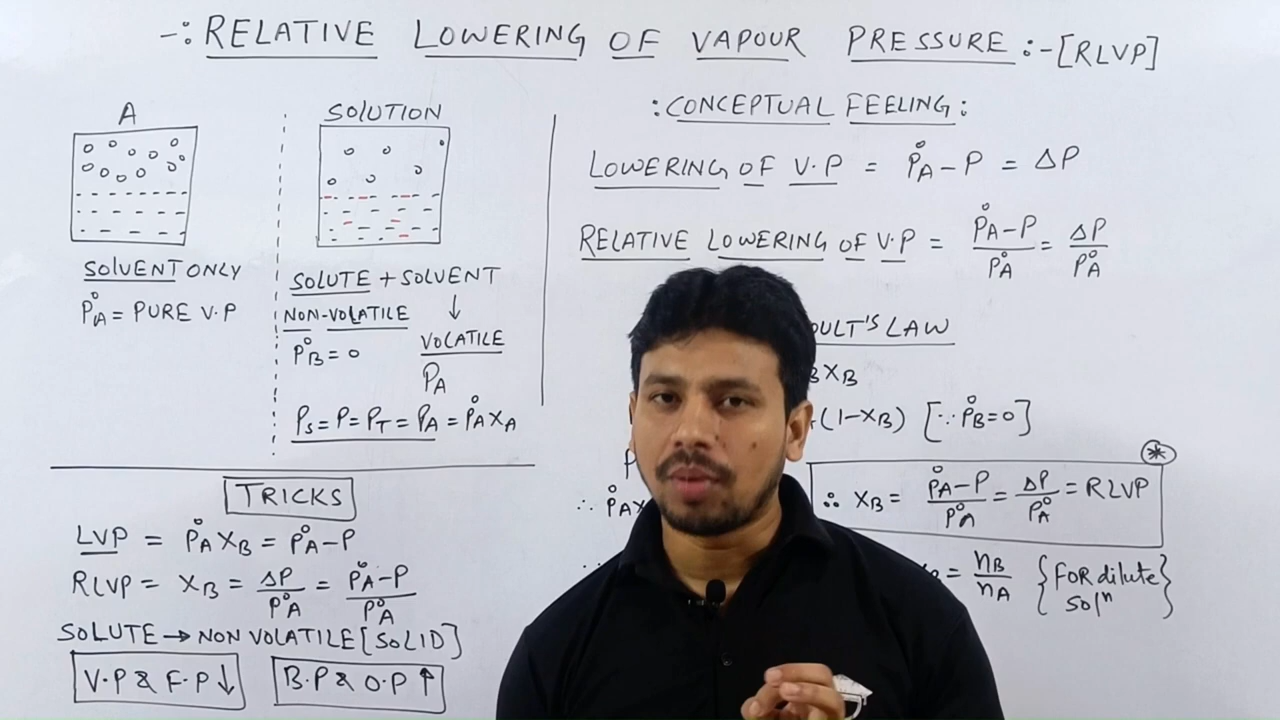 -: RELATIVE LOWERING OF VAPOUR PRESSURE :- [RLVP]
A
SOLVENT ONLY
P°A = PURE V.P
SOLUTION
SOLUTE + SOLVENT
NON-VOLATILE ↓
P°B = 0 VOLATILE
PA
PS = P = PT = PA = P°A XA
: CONCEPTUAL FEELING :
LOWERING OF V.P = P°A - P = ΔP
RELATIVE LOWERING OF V.P = P°A - P / P°A = ΔP / P°A
OULT'S LAW
B XB
(1-XB) [∵ P°B = 0]
P
∴ P°A X
∴ XB = P°A - P / P°A = ΔP / P°A = RLVP
*
= nB / nA {FOR dilute solⁿ}
TRICKS
LVP = P°A XB = P°A - P
RLVP = XB = ΔP / P°A = P°A - P / P°A
SOLUTE → NON VOLATILE [SOLID]
V.P & F.P ↓
B.P & O.P ↑